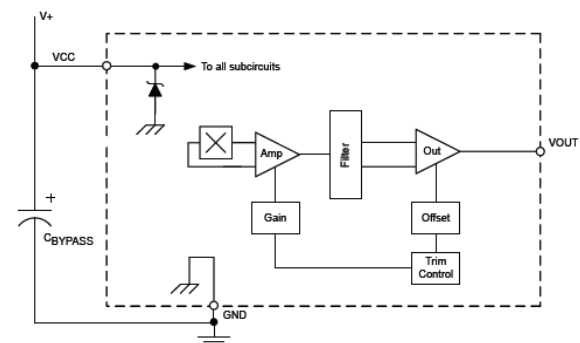 V+
VCC
To all subcircuits
Amp
Filter
Out
VOUT
Gain
Offset
Trim
Control
+
CBYPASS
GND